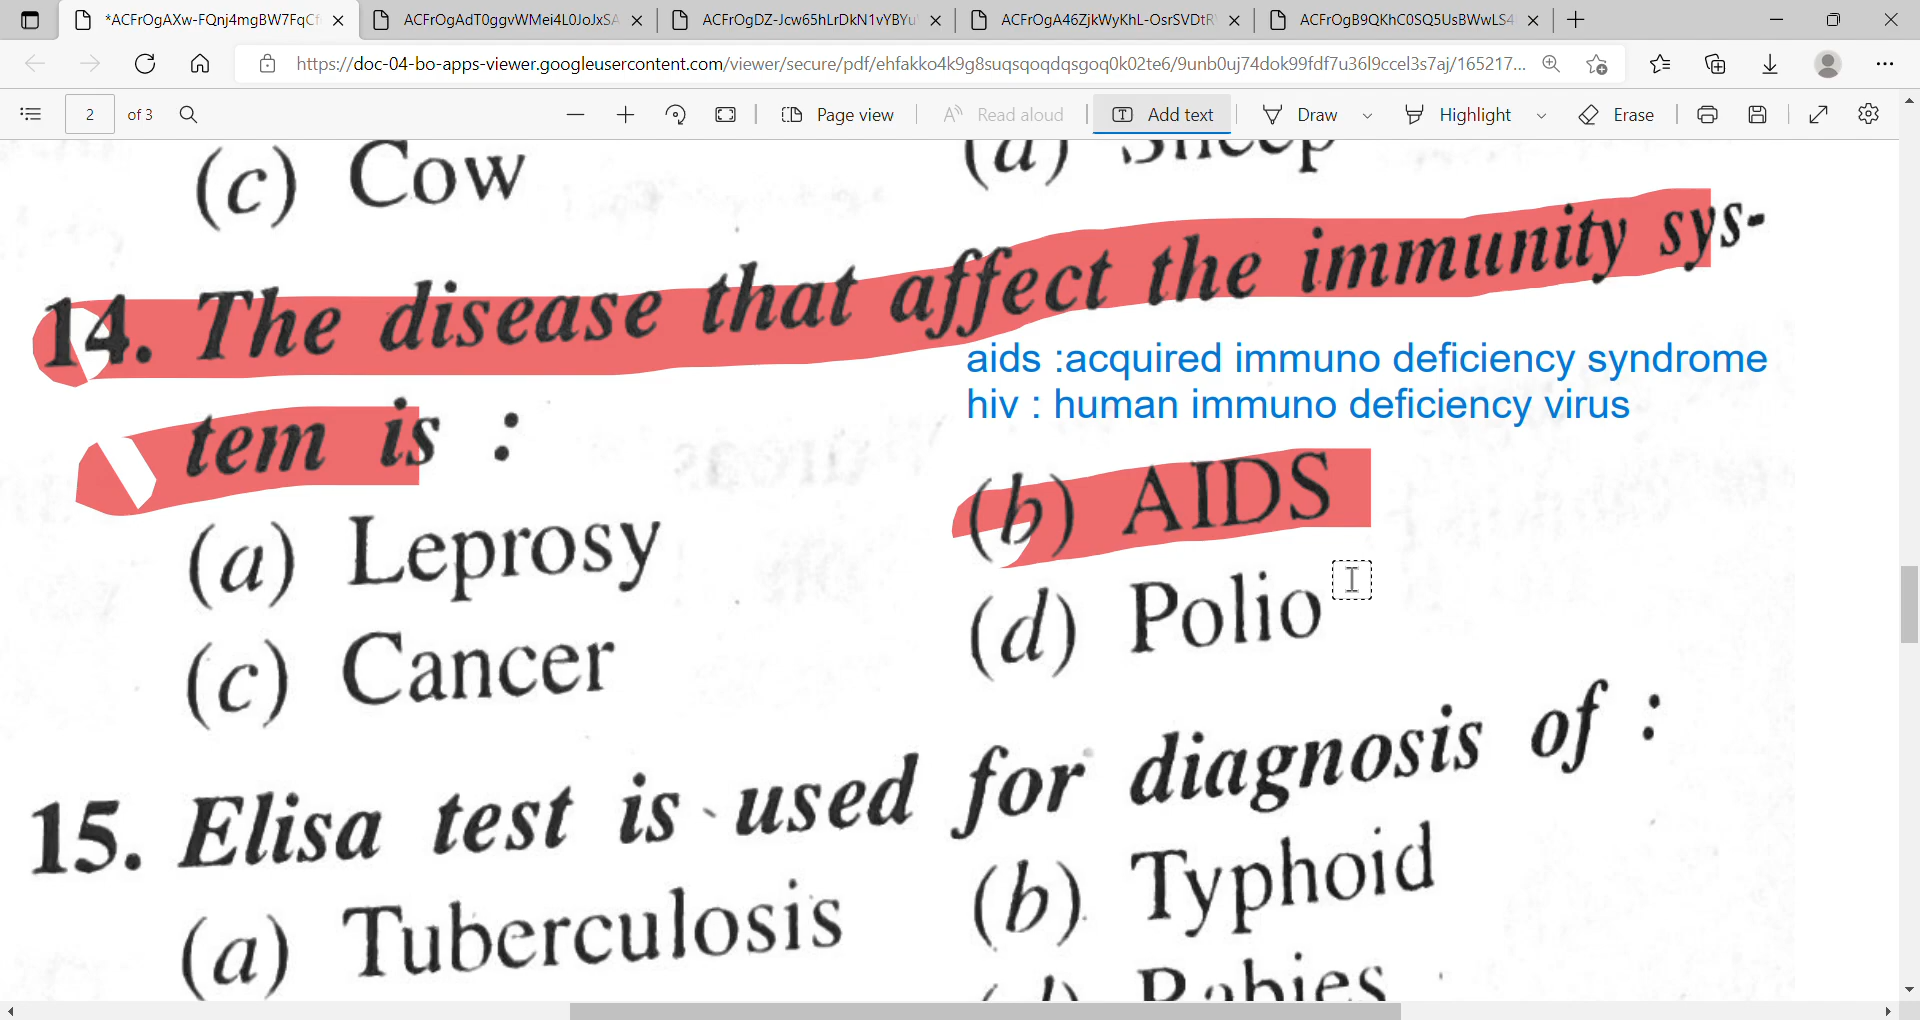 *ACFrOgAXw-FQnj4mgBW7FqCf
ACFrOgAdT0ggvWMei4L0JoJxSA
ACFrOgDZ-Jcw65hLrDkN1vYBYu
ACFrOgA46ZjkWyKhL-OsrSVDtR
ACFrOgB9QKhC0SQ5UsBWwLS4
https://doc-04-bo-apps-viewer.googleusercontent.com/viewer/secure/pdf/ehfakko4k9g8suqsqoqdqsgoq0k02te6/9unb0uj74dok99fdf7u36l9ccel3s7aj/165217...
2 of 3 Page view Read aloud Add text Draw Highlight Erase
(c) Cow (d) Sheep
14. The disease that affect the immunity sys-
aids :acquired immuno deficiency syndrome
hiv : human immuno deficiency virus
tem is :
(a) Leprosy (b) AIDS
(c) Cancer (d) Polio
15. Elisa test is used for diagnosis of :
(a) Tuberculosis (b) Typhoid
(d) Rabies